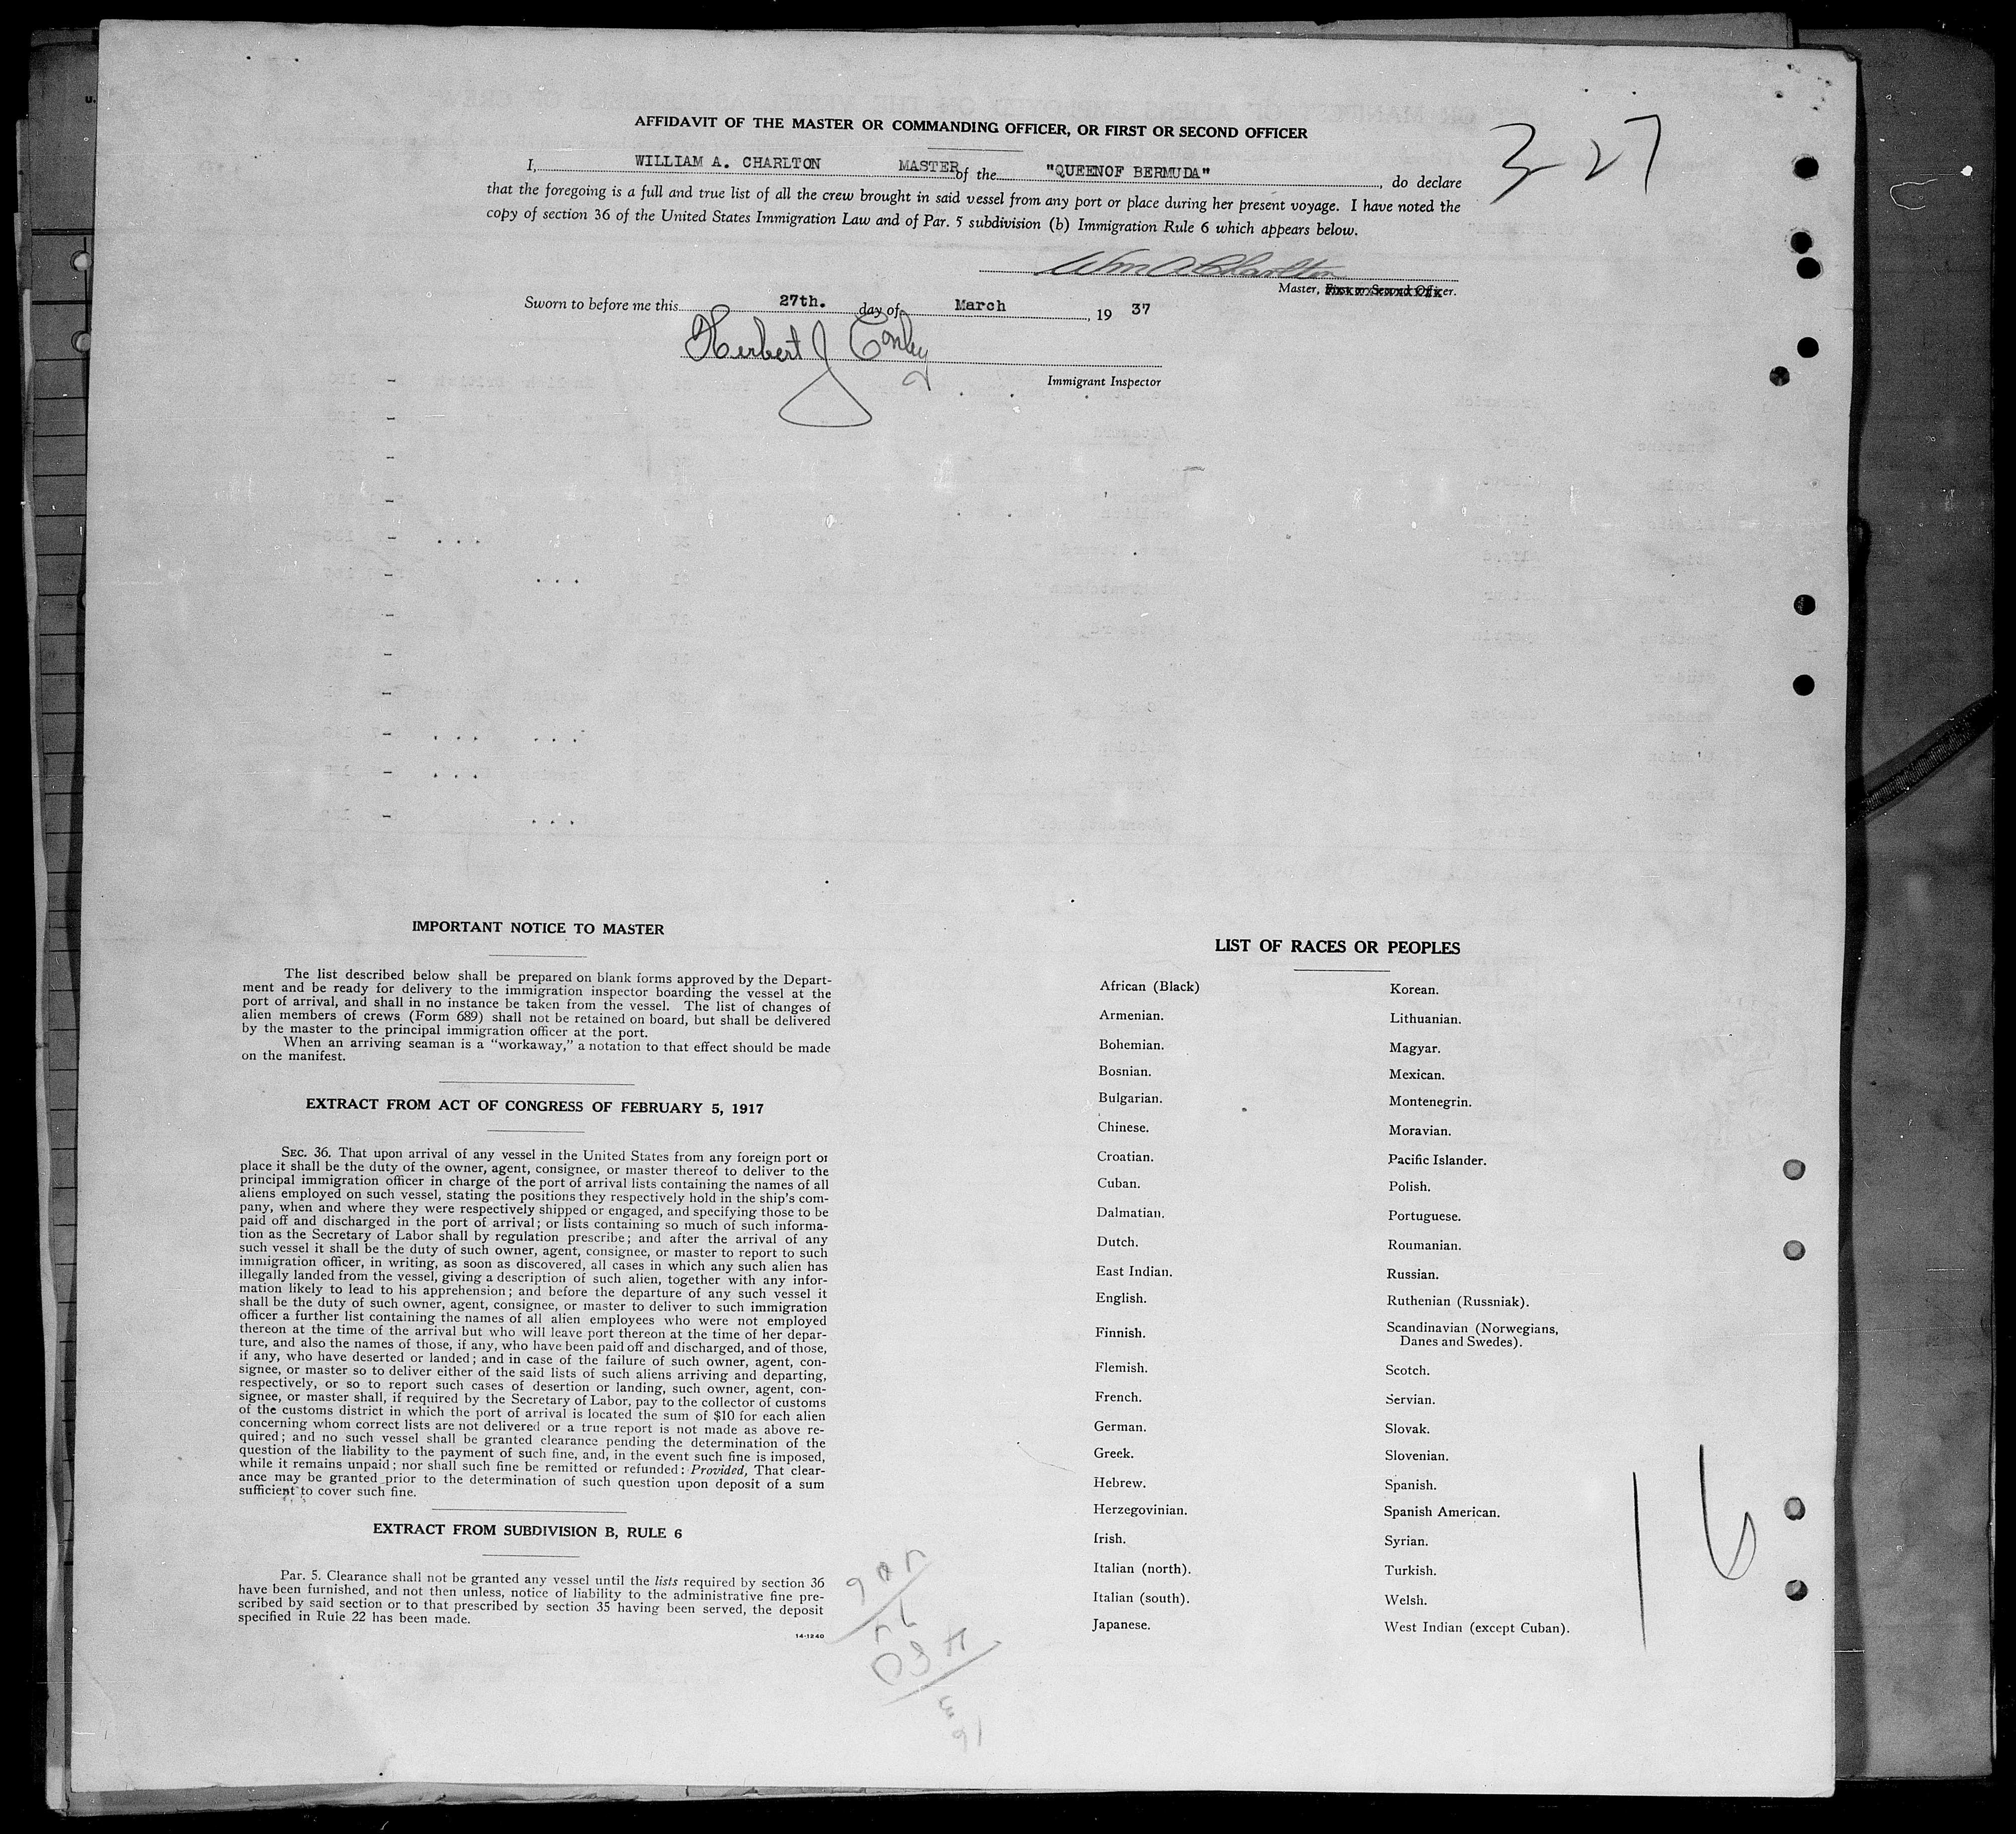 AFFIDAVIT OF THE MASTER OR COMMANDING OFFICER, OR FIRST OR SECOND OFFICER
3-27
I, WILLIAM A. CHARLTON MASTER of the "QUEENOF BERMUDA", do declare
that the foregoing is a full and true list of all the crew brought in said vessel from any port or place during her present voyage. I have noted the
copy of section 36 of the United States Immigration Law and of Par. 5 subdivision (b) Immigration Rule 6 which appears below.
Wm A Charlton
Master, First or Second Officer.
Sworn to before me this 27th. day of March, 19 37
Herbert J Conley
Immigrant Inspector
IMPORTANT NOTICE TO MASTER
The list described below shall be prepared on blank forms approved by the Depart-
ment and be ready for delivery to the immigration inspector boarding the vessel at the
port of arrival, and shall in no instance be taken from the vessel. The list of changes of
alien members of crews (Form 689) shall not be retained on board, but shall be delivered
by the master to the principal immigration officer at the port.
When an arriving seaman is a "workaway," a notation to that effect should be made
on the manifest.
EXTRACT FROM ACT OF CONGRESS OF FEBRUARY 5, 1917
SEC. 36. That upon arrival of any vessel in the United States from any foreign port or
place it shall be the duty of the owner, agent, consignee, or master thereof to deliver to the
principal immigration officer in charge of the port of arrival lists containing the names of all
aliens employed on such vessel, stating the positions they respectively hold in the ship's com-
pany, when and where they were respectively shipped or engaged, and specifying those to be
paid off and discharged in the port of arrival; or lists containing so much of such informa-
tion as the Secretary of Labor shall by regulation prescribe; and after the arrival of any
such vessel it shall be the duty of such owner, agent, consignee, or master to report to such
immigration officer, in writing, as soon as discovered, all cases in which any such alien has
illegally landed from the vessel, giving a description of such alien, together with any infor-
mation likely to lead to his apprehension; and before the departure of any such vessel it
shall be the duty of such owner, agent, consignee, or master to deliver to such immigration
officer a further list containing the names of all alien employees who were not employed
thereon at the time of the arrival but who will leave port thereon at the time of her depar-
ture, and also the names of those, if any, who have been paid off and discharged, and of those,
if any, who have deserted or landed; and in case of the failure of such owner, agent, con-
signee, or master so to deliver either of the said lists of such aliens arriving and departing,
respectively, or so to report such cases of desertion or landing, such owner, agent, con-
signee, or master shall, if required by the Secretary of Labor, pay to the collector of customs
of the customs district in which the port of arrival is located the sum of $10 for each alien
concerning whom correct lists are not delivered or a true report is not made as above re-
quired; and no such vessel shall be granted clearance pending the determination of the
question of the liability to the payment of such fine, and, in the event such fine is imposed,
while it remains unpaid; nor shall such fine be remitted or refunded: Provided, That clear-
ance may be granted prior to the determination of such question upon deposit of a sum
sufficient to cover such fine.
EXTRACT FROM SUBDIVISION B, RULE 6
Par. 5. Clearance shall not be granted any vessel until the lists required by section 36
have been furnished, and not then unless, notice of liability to the administrative fine pre-
scribed by said section or to that prescribed by section 35 having been served, the deposit
specified in Rule 22 has been made.
14-1240
LIST OF RACES OR PEOPLES
African (Black)
Armenian.
Bohemian.
Bosnian.
Bulgarian.
Chinese.
Croatian.
Cuban.
Dalmatian.
Dutch.
East Indian.
English.
Finnish.
Flemish.
French.
German.
Greek.
Hebrew.
Herzegovinian.
Irish.
Italian (north).
Italian (south).
Japanese.
Korean.
Lithuanian.
Magyar.
Mexican.
Montenegrin.
Moravian.
Pacific Islander.
Polish.
Portuguese.
Roumanian.
Russian.
Ruthenian (Russniak).
Scandinavian (Norwegians,
Danes and Swedes).
Scotch.
Servian.
Slovak.
Slovenian.
Spanish.
Spanish American.
Syrian.
Turkish.
Welsh.
West Indian (except Cuban).
16